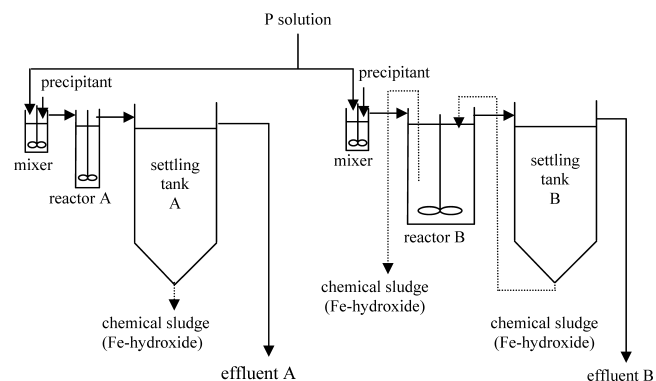 P solution
precipitant
mixer
reactor A
settling
tank
A
chemical sludge
(Fe-hydroxide)
effluent A
precipitant
mixer
reactor B
settling
tank
B
chemical sludge
(Fe-hydroxide)
chemical sludge
(Fe-hydroxide)
effluent B